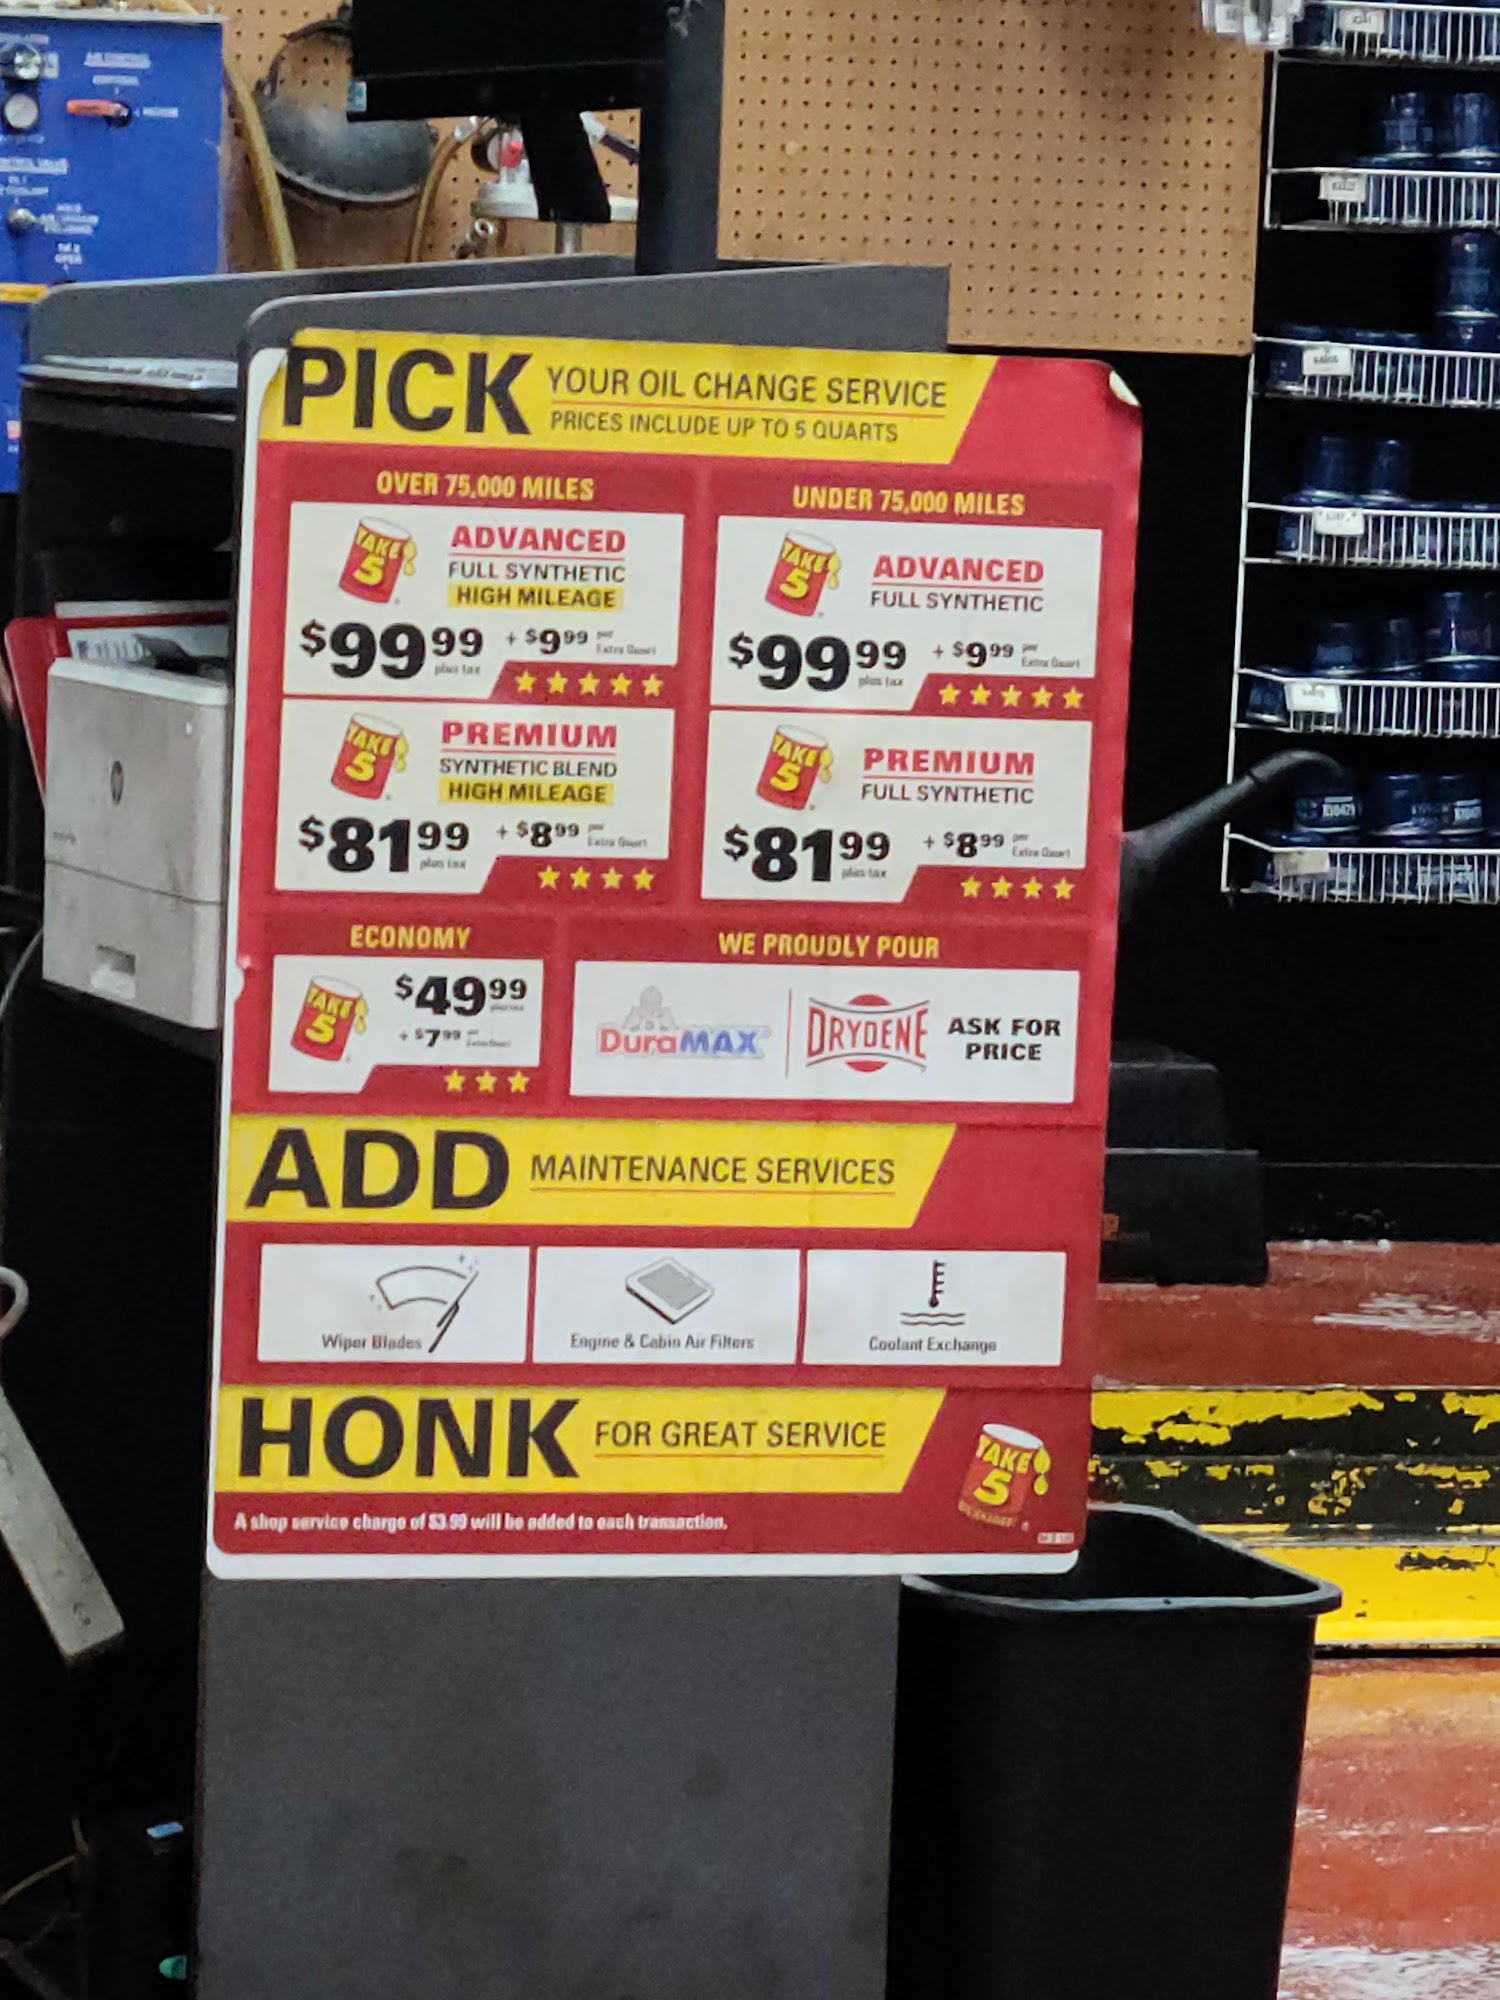 PICK YOUR OIL CHANGE SERVICE
PRICES INCLUDE UP TO 5 QUARTS
OVER 75,000 MILES
TAKE 5
ADVANCED
FULL SYNTHETIC
HIGH MILEAGE
$99.99 plus tax + $9.99 per Extra Quart
TAKE 5
PREMIUM
SYNTHETIC BLEND
HIGH MILEAGE
$81.99 plus tax + $8.99 per Extra Quart
UNDER 75,000 MILES
TAKE 5
ADVANCED
FULL SYNTHETIC
$99.99 plus tax + $9.99 per Extra Quart
TAKE 5
PREMIUM
FULL SYNTHETIC
$81.99 plus tax + $8.99 per Extra Quart
ECONOMY
TAKE 5
$49.99
+ $7.99
WE PROUDLY POUR
DuraMAX
DRYDENE
ASK FOR
PRICE
ADD MAINTENANCE SERVICES
Wiper Blades
Engine & Cabin Air Filters
Coolant Exchange
HONK FOR GREAT SERVICE
TAKE 5
A shop service charge of $3.99 will be added to each transaction.
hp